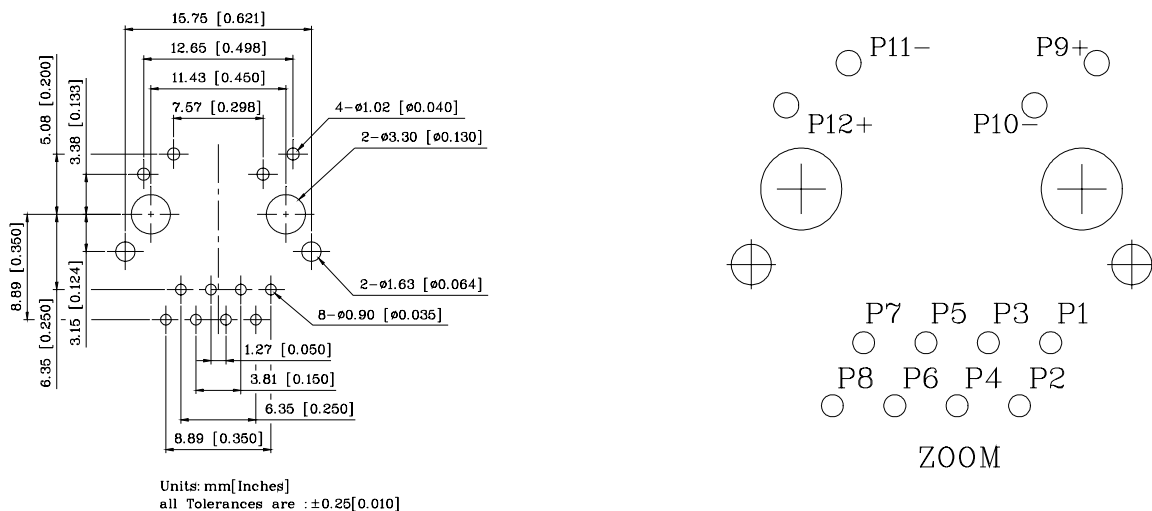 15.75 [0.621]
12.65 [0.498]
11.43 [0.450]
7.57 [0.298]
5.08 [0.200]
3.38 [0.133]
4-ø1.02 [ø0.040]
2-ø3.30 [ø0.130]
8.89 [0.350]
6.35 [0.250]
3.15 [0.124]
2-ø1.63 [ø0.064]
8-ø0.90 [ø0.035]
1.27 [0.050]
3.81 [0.150]
6.35 [0.250]
8.89 [0.350]
Units: mm[Inches]
all Tolerances are :±0.25[0.010]
P11-
P9+
P12+
P10-
P7
P5
P3
P1
P8
P6
P4
P2
ZOOM